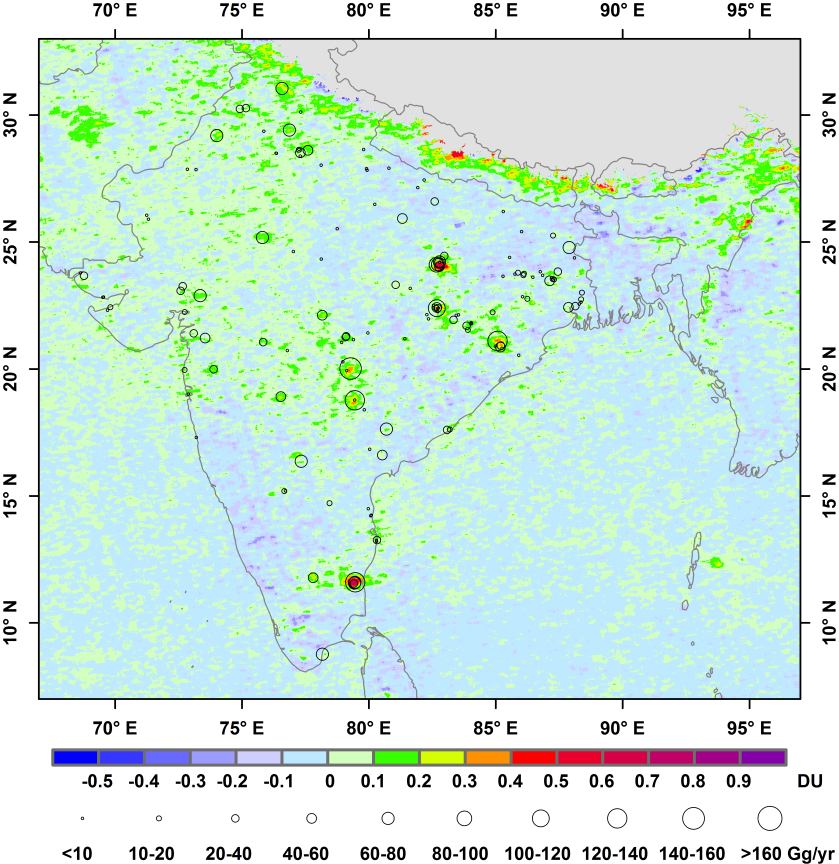 70° E 75° E 80° E 85° E 90° E 95° E
30° N 30° N
25° N 25° N
20° N 20° N
15° N 15° N
10° N 10° N
70° E 75° E 80° E 85° E 90° E 95° E
-0.5 -0.4 -0.3 -0.2 -0.1 0 0.1 0.2 0.3 0.4 0.5 0.6 0.7 0.8 0.9 DU
<10 10-20 20-40 40-60 60-80 80-100 100-120 120-140 140-160 >160 Gg/yr